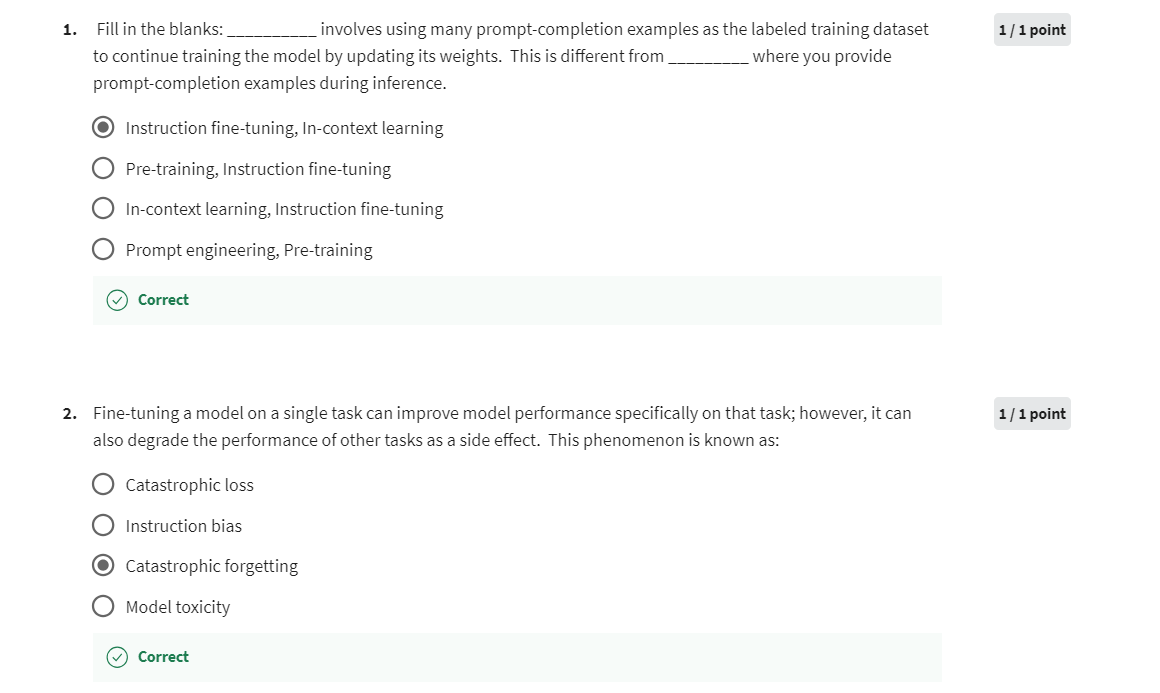 1. Fill in the blanks: __________ involves using many prompt-completion examples as the labeled training dataset
1 / 1 point
to continue training the model by updating its weights. This is different from _________ where you provide
prompt-completion examples during inference.
Instruction fine-tuning, In-context learning
Pre-training, Instruction fine-tuning
In-context learning, Instruction fine-tuning
Prompt engineering, Pre-training
Correct
2. Fine-tuning a model on a single task can improve model performance specifically on that task; however, it can
1 / 1 point
also degrade the performance of other tasks as a side effect. This phenomenon is known as:
Catastrophic loss
Instruction bias
Catastrophic forgetting
Model toxicity
Correct